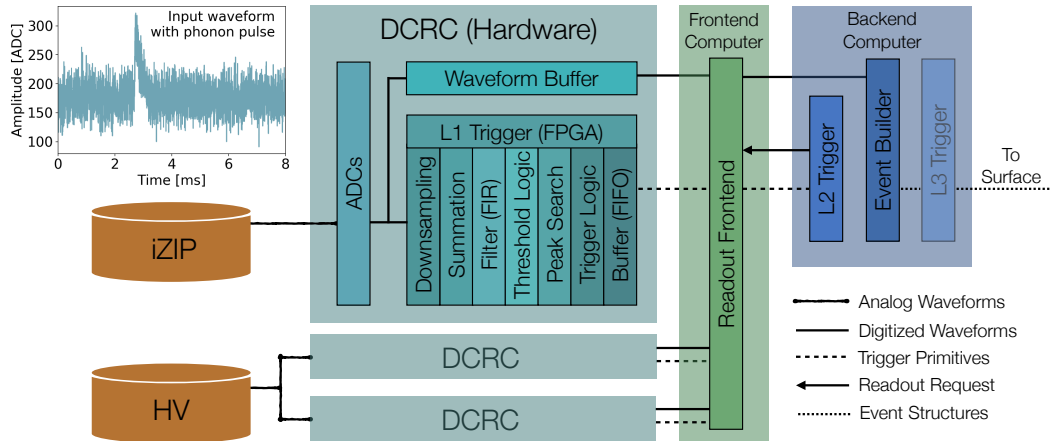 Input waveform
with phonon pulse
Amplitude [ADC]
300
250
200
150
100
0
2
4
6
8
Time [ms]
iZIP
HV
DCRC (Hardware)
ADCs
Waveform Buffer
L1 Trigger (FPGA)
Downsampling
Summation
Filter (FIR)
Threshold Logic
Peak Search
Trigger Logic
Buffer (FIFO)
DCRC
DCRC
Frontend
Computer
Readout Frontend
Backend
Computer
L2 Trigger
Event Builder
L3 Trigger
To
Surface
Analog Waveforms
Digitized Waveforms
Trigger Primitives
Readout Request
Event Structures